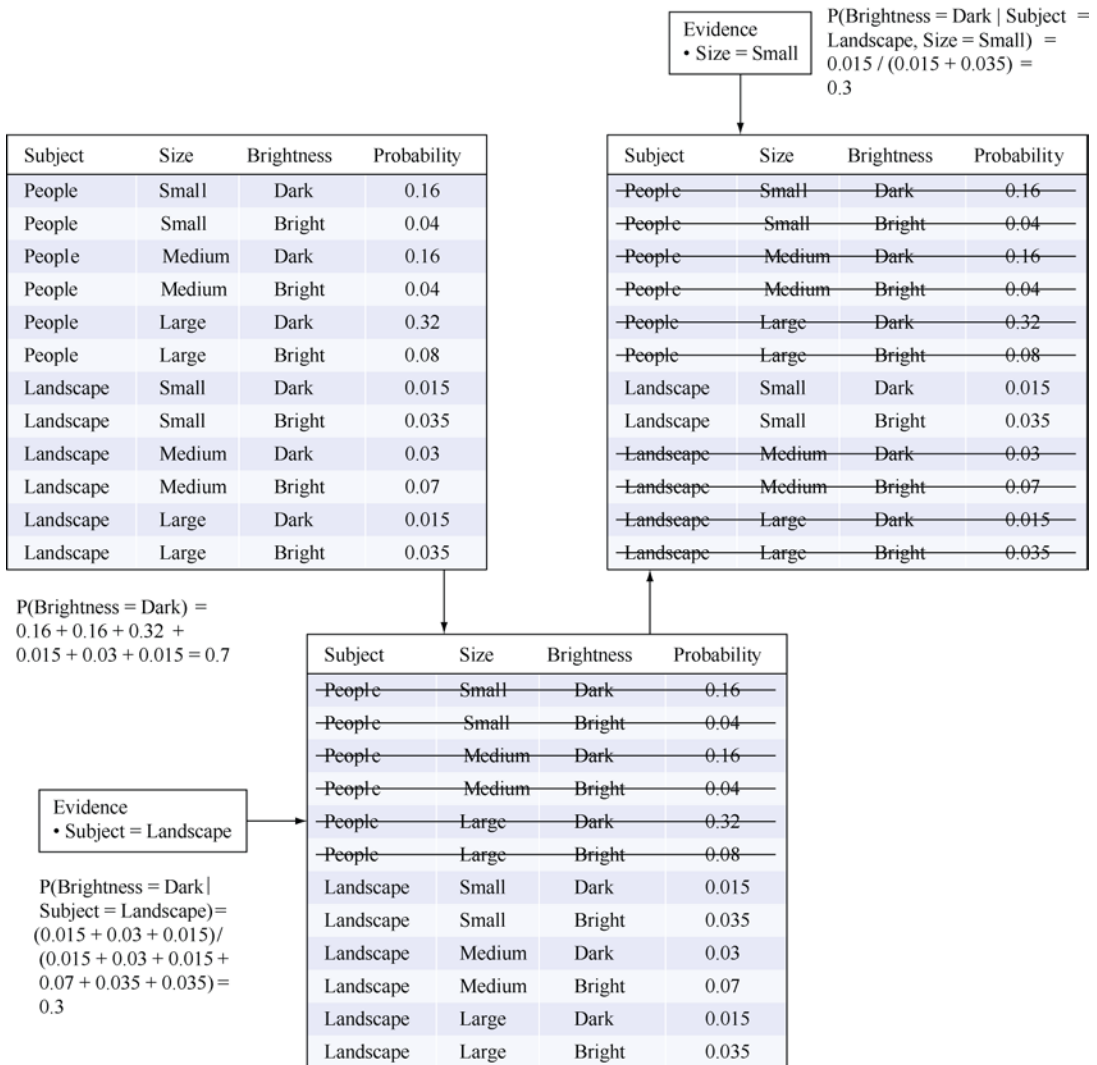 Evidence
• Size = Small
P(Brightness = Dark | Subject =
Landscape, Size = Small) =
0.015 / (0.015 + 0.035) =
0.3
Subject Size Brightness Probability
People Small Dark 0.16
People Small Bright 0.04
People Medium Dark 0.16
People Medium Bright 0.04
People Large Dark 0.32
People Large Bright 0.08
Landscape Small Dark 0.015
Landscape Small Bright 0.035
Landscape Medium Dark 0.03
Landscape Medium Bright 0.07
Landscape Large Dark 0.015
Landscape Large Bright 0.035
Subject Size Brightness Probability
People Small Dark 0.16
People Small Bright 0.04
People Medium Dark 0.16
People Medium Bright 0.04
People Large Dark 0.32
People Large Bright 0.08
Landscape Small Dark 0.015
Landscape Small Bright 0.035
Landscape Medium Dark 0.03
Landscape Medium Bright 0.07
Landscape Large Dark 0.015
Landscape Large Bright 0.035
P(Brightness = Dark) =
0.16 + 0.16 + 0.32 +
0.015 + 0.03 + 0.015 = 0.7
Subject Size Brightness Probability
People Small Dark 0.16
People Small Bright 0.04
People Medium Dark 0.16
People Medium Bright 0.04
People Large Dark 0.32
People Large Bright 0.08
Landscape Small Dark 0.015
Landscape Small Bright 0.035
Landscape Medium Dark 0.03
Landscape Medium Bright 0.07
Landscape Large Dark 0.015
Landscape Large Bright 0.035
Evidence
• Subject = Landscape
P(Brightness = Dark|
Subject = Landscape)=
(0.015 + 0.03 + 0.015)/
(0.015 + 0.03 + 0.015 +
0.07 + 0.035 + 0.035) =
0.3